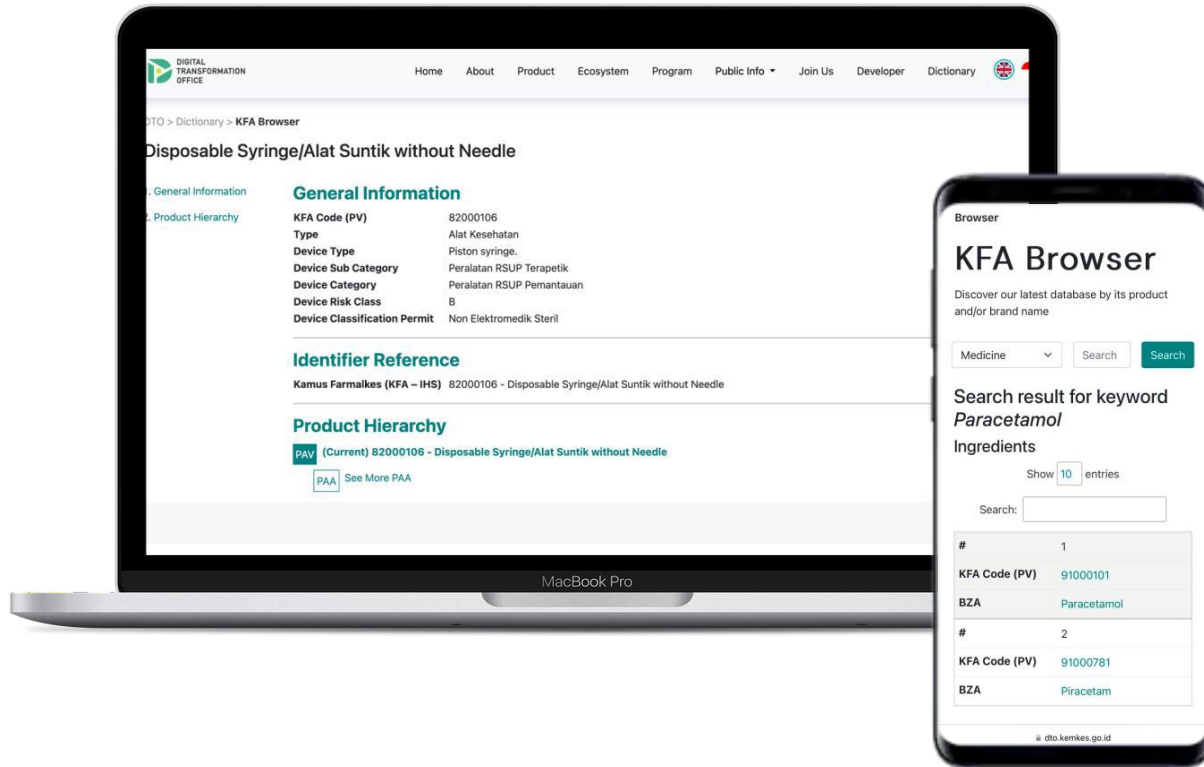 DIGITAL
TRANSFORMATION
OFFICE
Home About Product Ecosystem Program Public Info Join Us Developer Dictionary
DTO > Dictionary > KFA Browser
Disposable Syringe/Alat Suntik without Needle
1. General Information
2. Product Hierarchy
General Information
KFA Code (PV) 82000106
Type Alat Kesehatan
Device Type Piston syringe.
Device Sub Category Peralatan RSUP Terapetik
Device Category Peralatan RSUP Pemantauan
Device Risk Class B
Device Classification Permit Non Elektromedik Steril
Identifier Reference
Kamus Farmalkes (KFA – IHS) 82000106 - Disposable Syringe/Alat Suntik without Needle
Product Hierarchy
PAV (Current) 82000106 - Disposable Syringe/Alat Suntik without Needle
PAA See More PAA
MacBook Pro
Browser
KFA Browser
Discover our latest database by its product
and/or brand name
Medicine Search Search
Search result for keyword
Paracetamol
Ingredients
Show 10 entries
Search:
# 1
KFA Code (PV) 91000101
BZA Paracetamol
# 2
KFA Code (PV) 91000781
BZA Piracetam
dto.kemkes.go.id